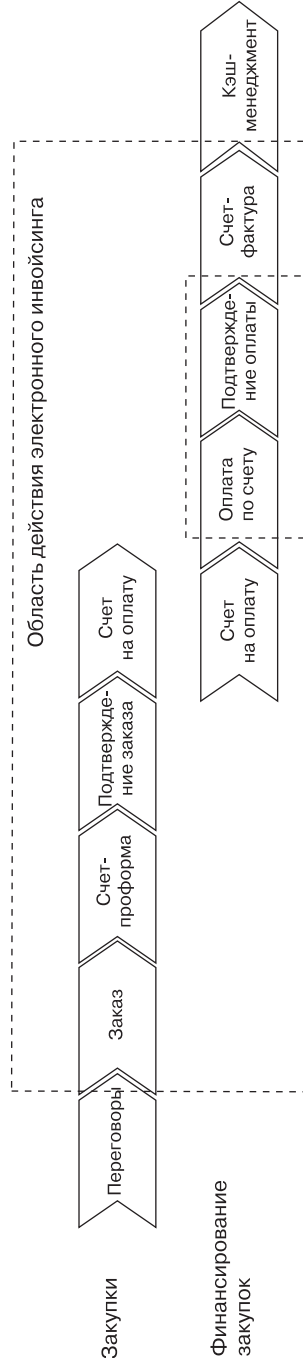 Область действия электронного инвойсинга
Закупки
Переговоры
Заказ
Счет-
проформа
Подтвержде-
ние заказа
Счет
на оплату
Финансирование
закупок
Счет
на оплату
Оплата
по счету
Подтвержде-
ние оплаты
Счет-
фактура
Кэш-
менеджмент